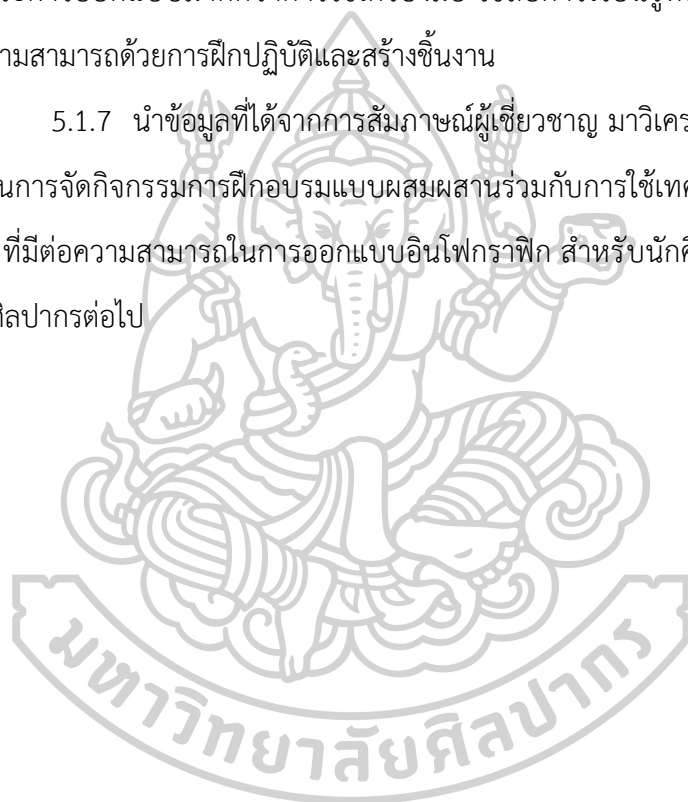 ามสามารถด้วยการฝึกปฏิบัติและสร้างชิ้นงาน
5.1.7 นำข้อมูลที่ได้จากการสัมภาษณ์ผู้เชี่ยวชาญ มาวิเคร
นการจัดกิจกรรมการฝึกอบรมแบบผสมผสานร่วมกับการใช้เทค
ที่มีต่อความสามารถในการออกแบบอินโฟกราฟิก สำหรับนักศึ
ศิลปากรต่อไป
มหาวิทยาลัยศิลปากร